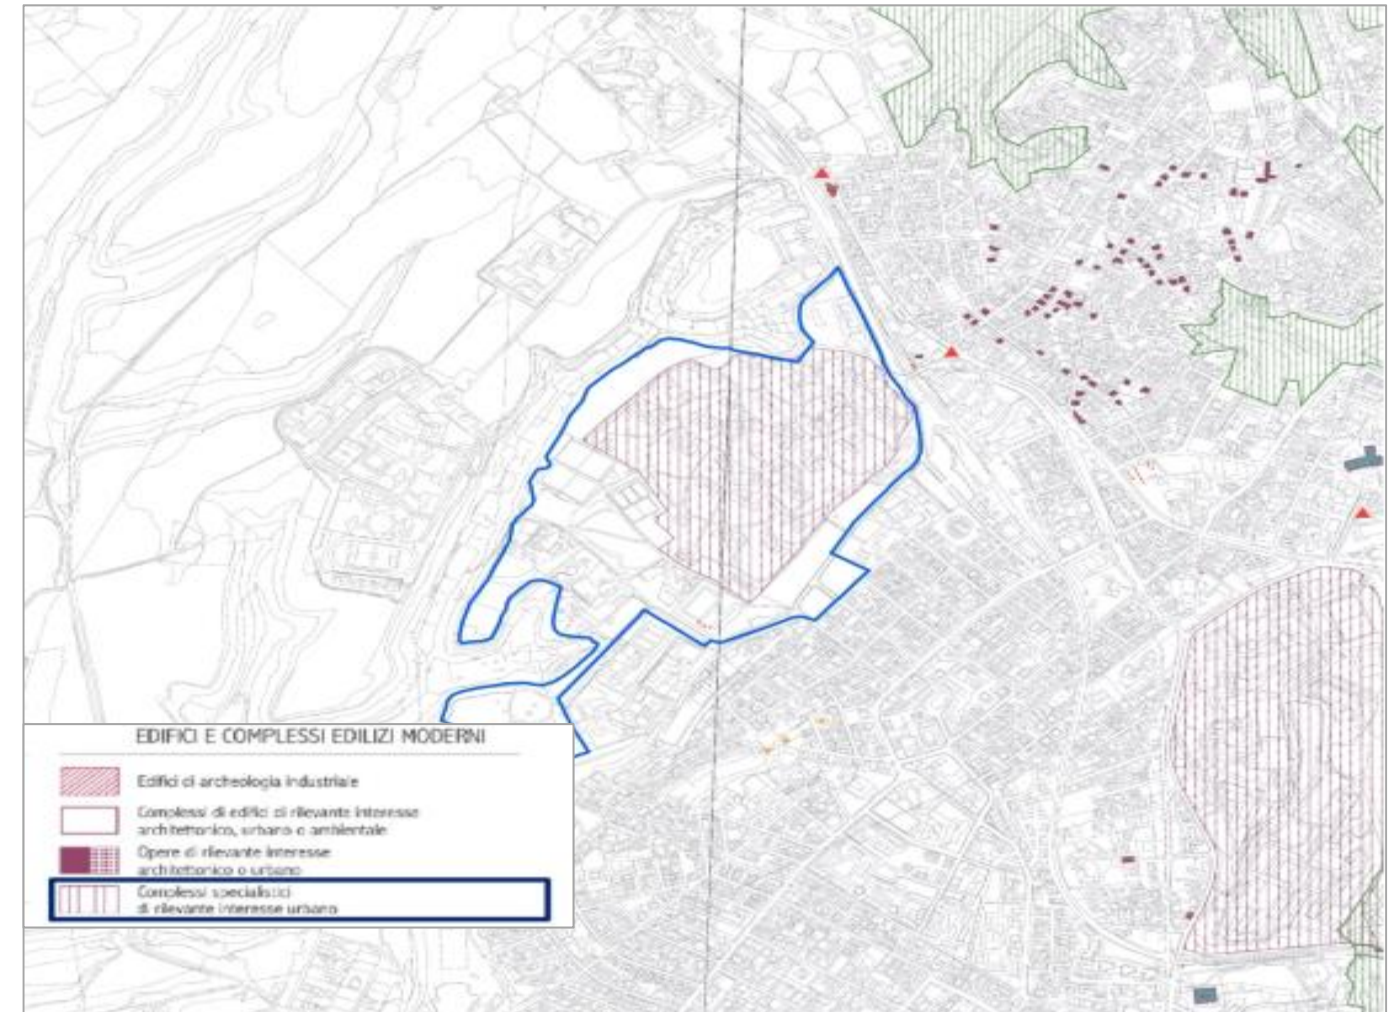 EDIFICI E COMPLESSI EDILIZI MODERNI
Edifici di archeologia industriale
Complessi di edifici di rilevante interesse
architettonico, urbano o ambientale
Opere di rilevante interesse
architettonico o urbano
Complessi specialistici
di rilevante interesse urbano